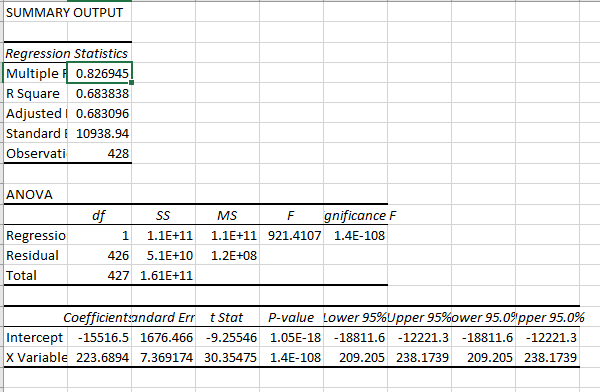 SUMMARY OUTPUT
Regression Statistics
Multiple 0.826945
R Square 0.683838
Adjusted 0.683096
Standard 10938.94
Observati 428
ANOVA
df SS MS F gnificance F
Regressio 1 1.1E+11 1.1E+11 921.4107 1.4E-108
Residual 426 5.1E+10 1.2E+08
Total 427 1.61E+11
Coefficients andard Err t Stat P-value Lower 95% Upper 95% ower 95.0% pper 95.0%
Intercept -15516.5 1676.466 -9.25546 1.05E-18 -18811.6 -12221.3 -18811.6 -12221.3
X Variable 223.6894 7.369174 30.35475 1.4E-108 209.205 238.1739 209.205 238.1739